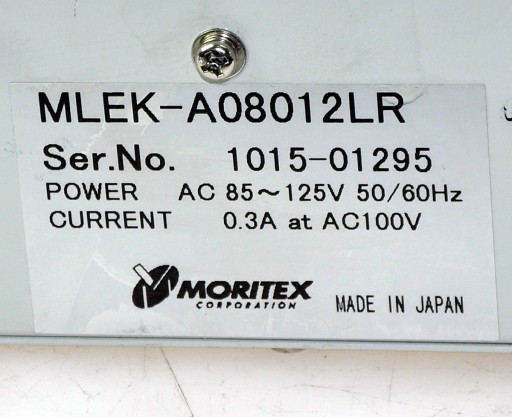 MLEK-A08012LR
Ser.No. 1015-01295
POWER AC 85～125V 50/60Hz
CURRENT 0.3A at AC100V
MORITEX
CORPORATION
MADE IN JAPAN